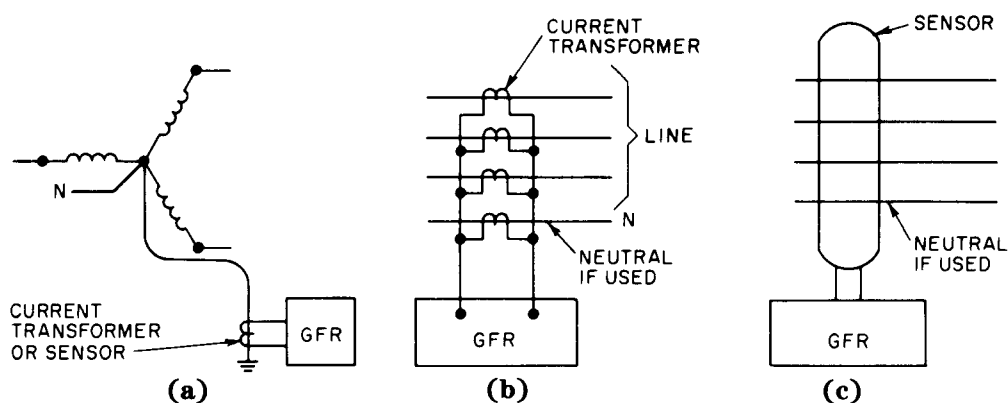 N
CURRENT
TRANSFORMER
OR SENSOR
GFR
(a)
CURRENT
TRANSFORMER
LINE
N
NEUTRAL
IF USED
GFR
(b)
SENSOR
NEUTRAL
IF USED
GFR
(c)